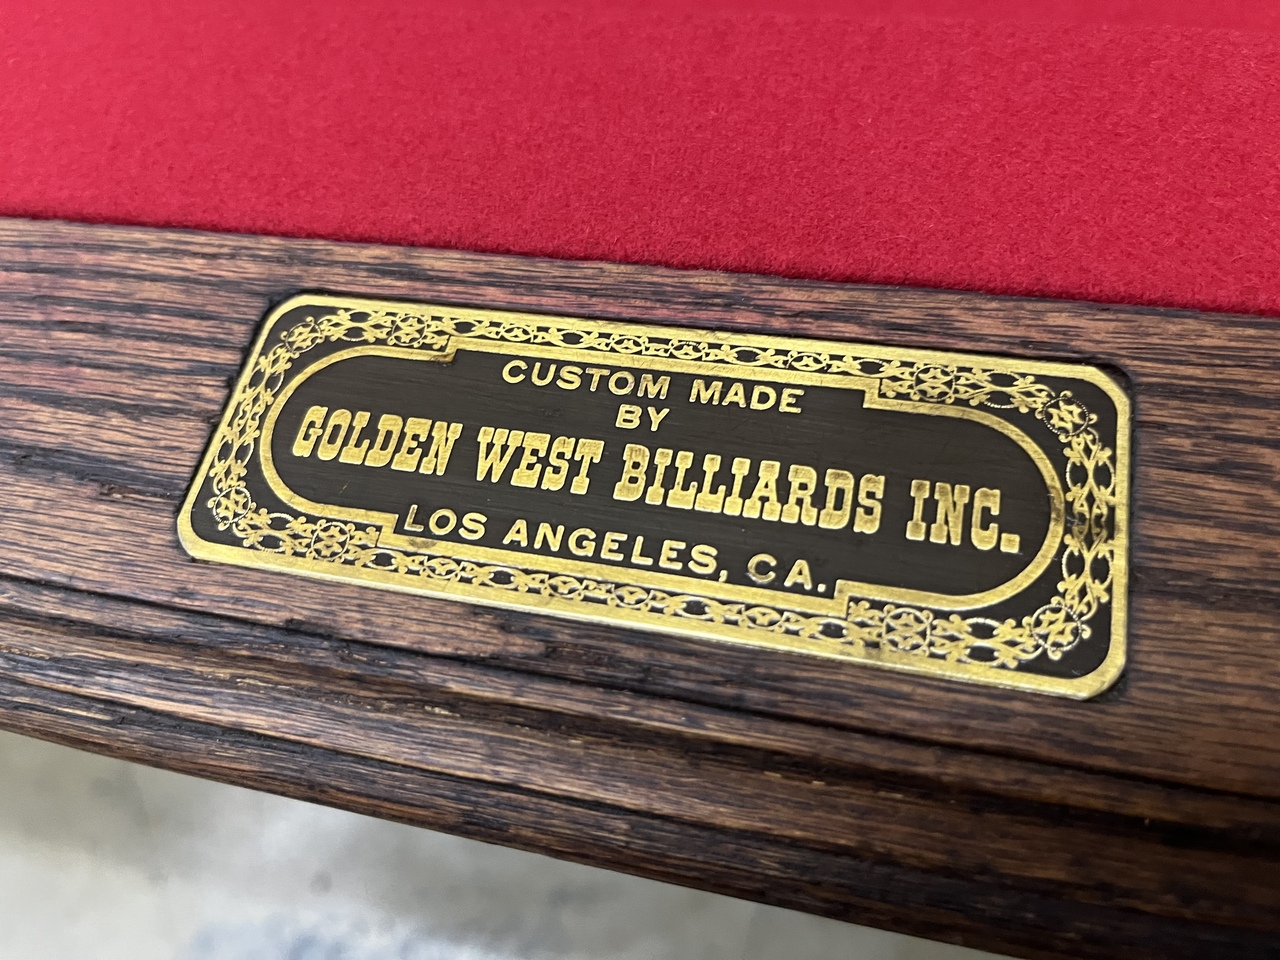 CUSTOM MADE
BY
GOLDEN WEST BILLIARDS INC.
LOS ANGELES, CA.